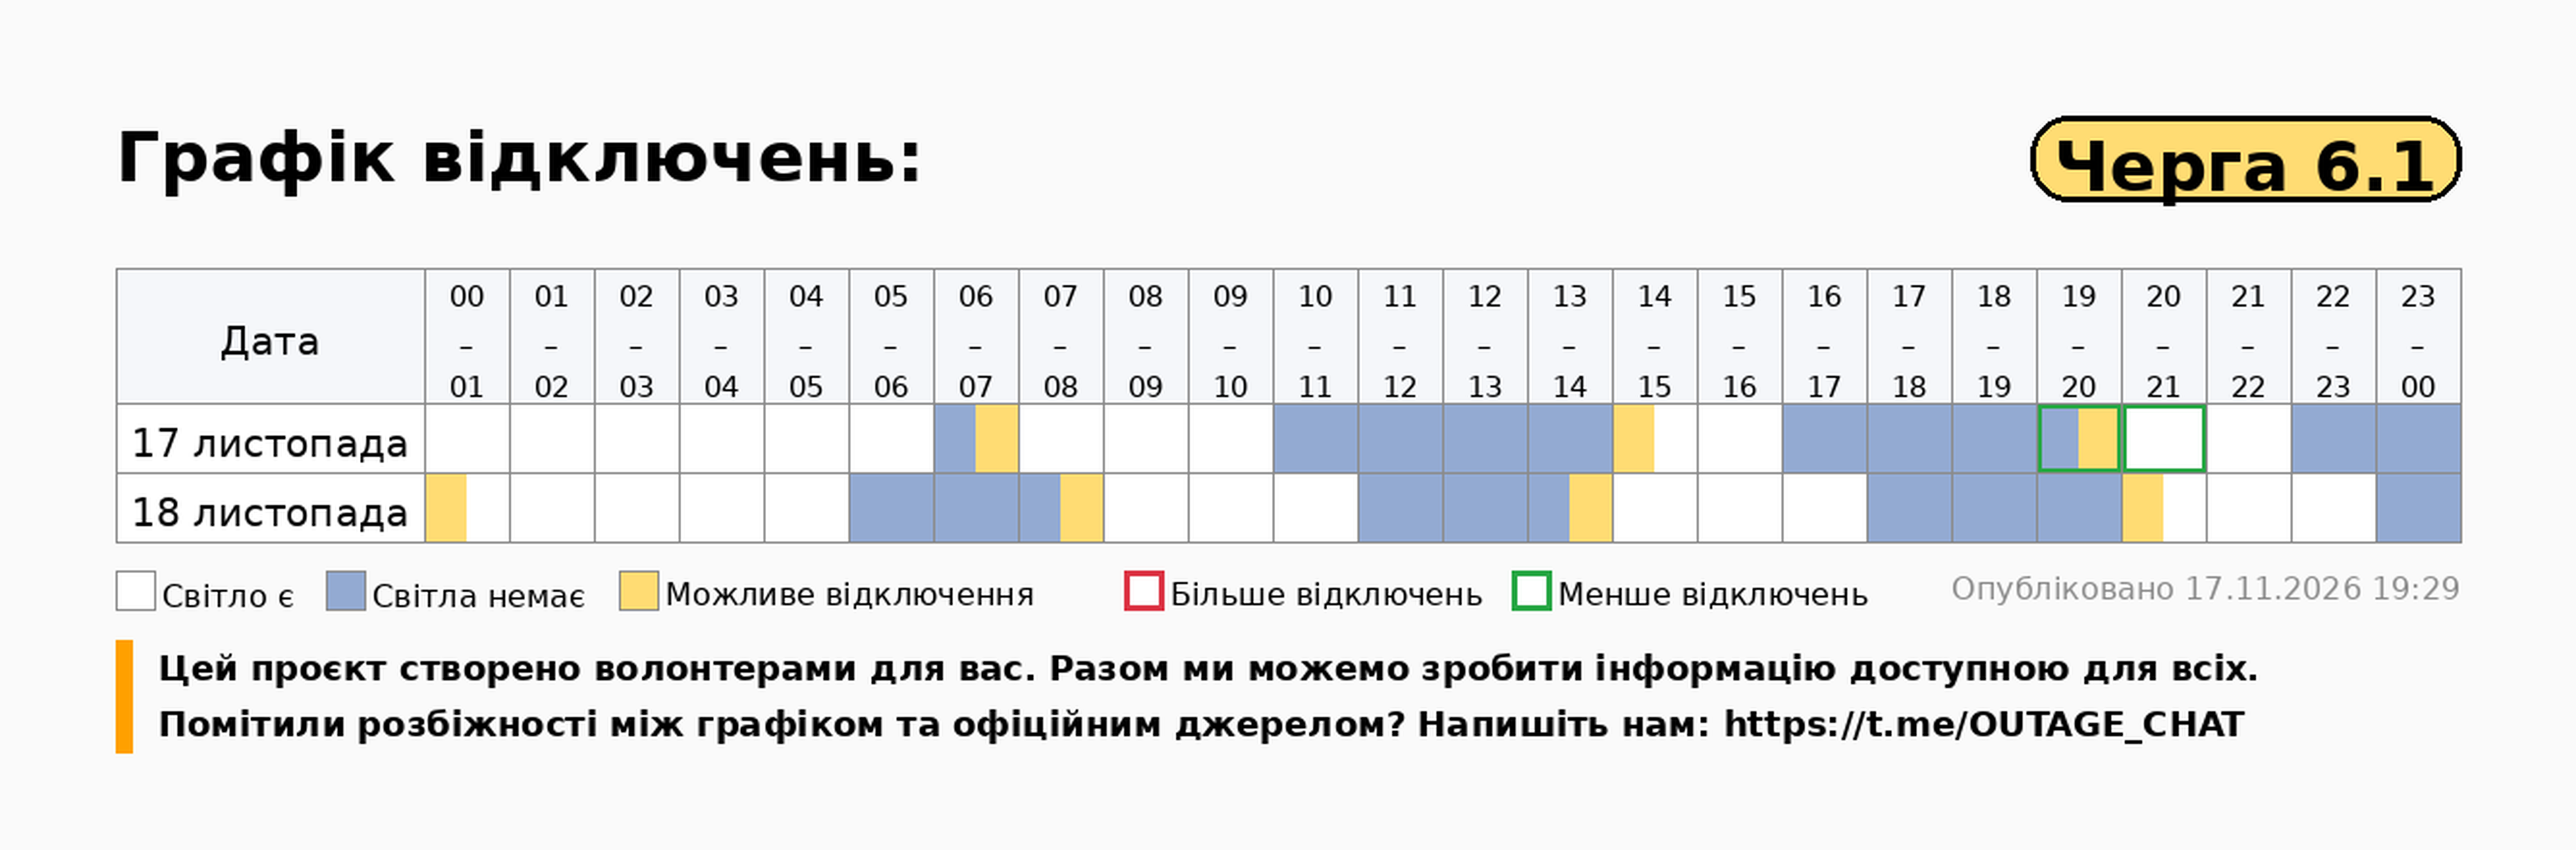 Графік відключень:
Черга 6.1
Дата
00 – 01
01 – 02
02 – 03
03 – 04
04 – 05
05 – 06
06 – 07
07 – 08
08 – 09
09 – 10
10 – 11
11 – 12
12 – 13
13 – 14
14 – 15
15 – 16
16 – 17
17 – 18
18 – 19
19 – 20
20 – 21
21 – 22
22 – 23
23 – 00
17 листопада
18 листопада
Світло є
Світла немає
Можливе відключення
Більше відключень
Менше відключень
Опубліковано 17.11.2026 19:29
Цей проєкт створено волонтерами для вас. Разом ми можемо зробити інформацію доступною для всіх.
Помітили розбіжності між графіком та офіційним джерелом? Напишіть нам: https://t.me/OUTAGE_CHAT